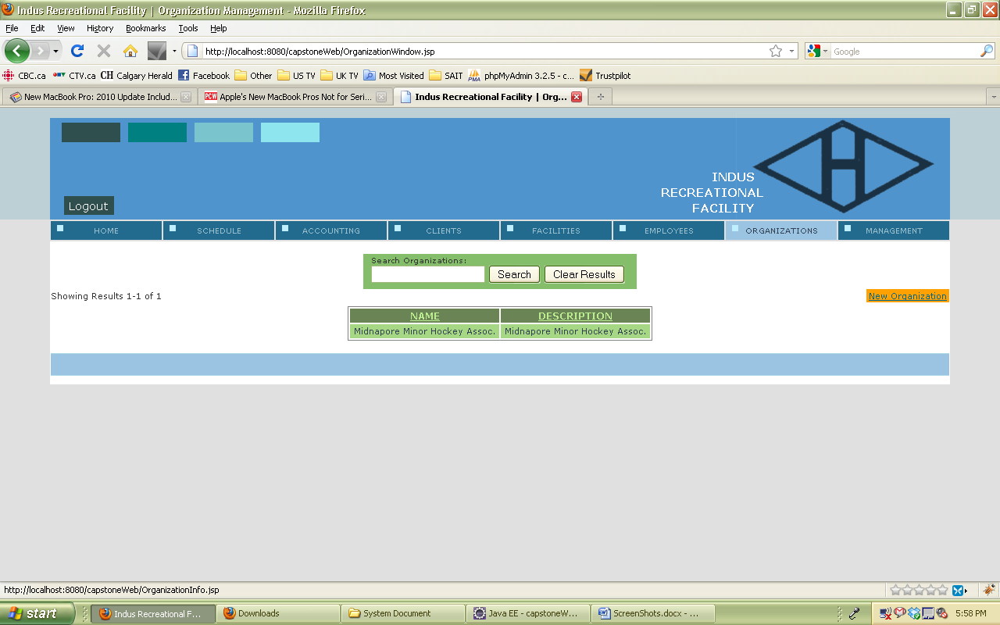 Indus Recreational Facility | Organization Management - Mozilla Firefox
File Edit View History Bookmarks Tools Help
http://localhost:8080/capstoneWeb/OrganizationWindow.jsp
Google
CBC.ca CTV.ca CH Calgary Herald Facebook Other US TV UK TV Most Visited SAIT PMA phpMyAdmin 3.2.5 - c... Trustpilot
New MacBook Pro: 2010 Update Includ... PCW Apple's New MacBook Pros Not for Seri... Indus Recreational Facility | Org...
INDUS
RECREATIONAL
FACILITY
H
Logout
HOME SCHEDULE ACCOUNTING CLIENTS FACILITIES EMPLOYEES ORGANIZATIONS MANAGEMENT
Search Organizations:
Search Clear Results
Showing Results 1-1 of 1
New Organization
NAME DESCRIPTION
Midnapore Minor Hockey Assoc. Midnapore Minor Hockey Assoc.
http://localhost:8080/capstoneWeb/OrganizationInfo.jsp
start Indus Recreational F... Downloads System Document Java EE - capstoneW... ScreenShots.docx - ... 5:58 PM